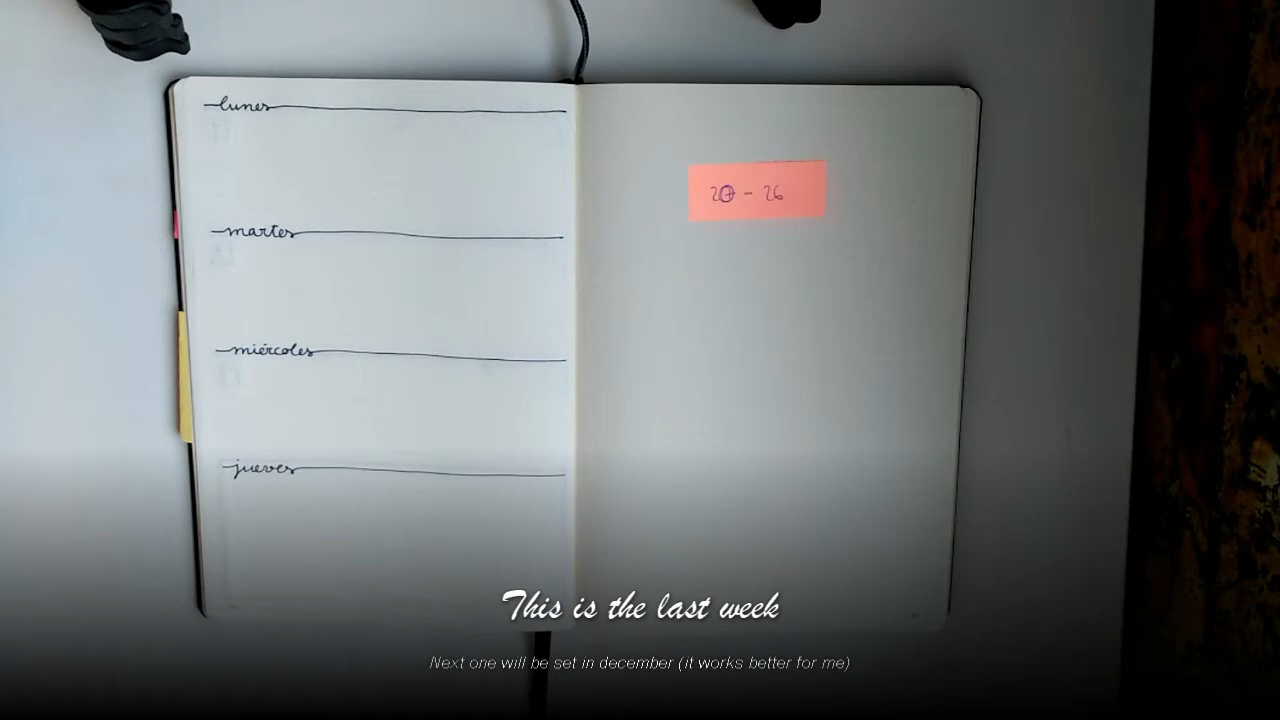 lunes
martes
miércoles
jueves
20 - 26
This is the last week
Next one will be set in december (it works better for me)